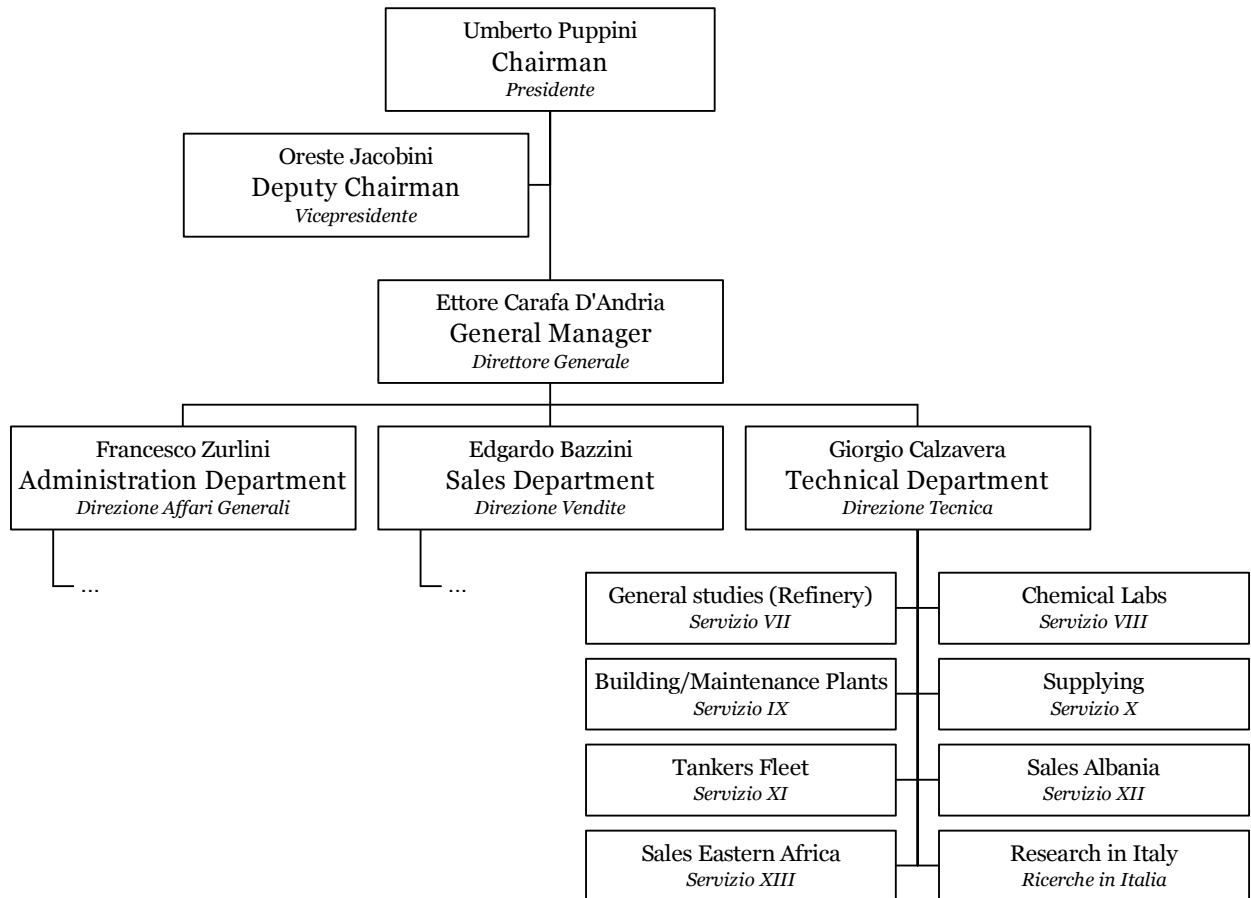 Umberto Puppini
Chairman
Presidente
Oreste Jacobini
Deputy Chairman
Vicepresidente
Ettore Carafa D'Andria
General Manager
Direttore Generale
Francesco Zurlini
Administration Department
Direzione Affari Generali
...
Edgardo Bazzini
Sales Department
Direzione Vendite
...
Giorgio Calzavera
Technical Department
Direzione Tecnica
General studies (Refinery)
Servizio VII
Chemical Labs
Servizio VIII
Building/Maintenance Plants
Servizio IX
Supplying
Servizio X
Tankers Fleet
Servizio XI
Sales Albania
Servizio XII
Sales Eastern Africa
Servizio XIII
Research in Italy
Ricerche in Italia